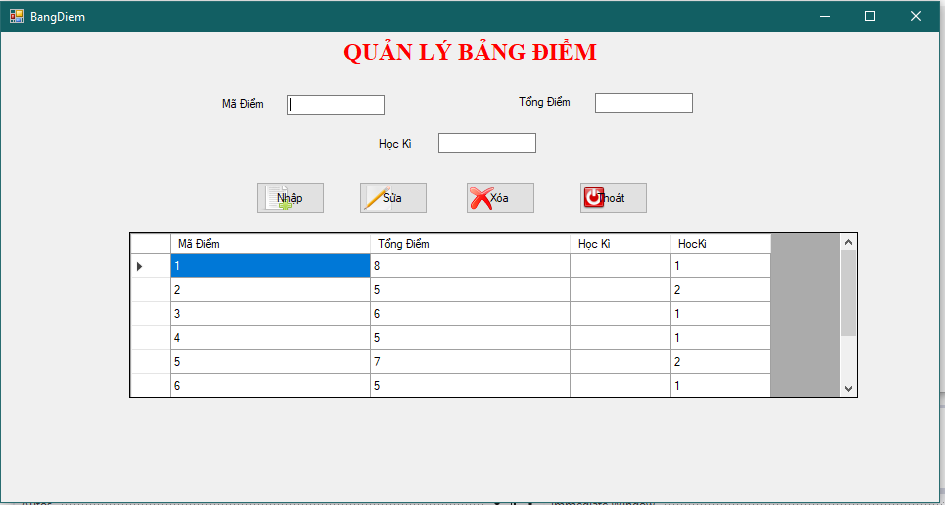 BangDiem
QUẢN LÝ BẢNG ĐIỂM
Mã Điểm
Tổng Điểm
Học Kì
Nhập Sửa Xóa Thoát
Mã Điểm Tổng Điểm Học Kì HocKi
1 8 1
2 5 2
3 6 1
4 5 1
5 7 2
6 5 1